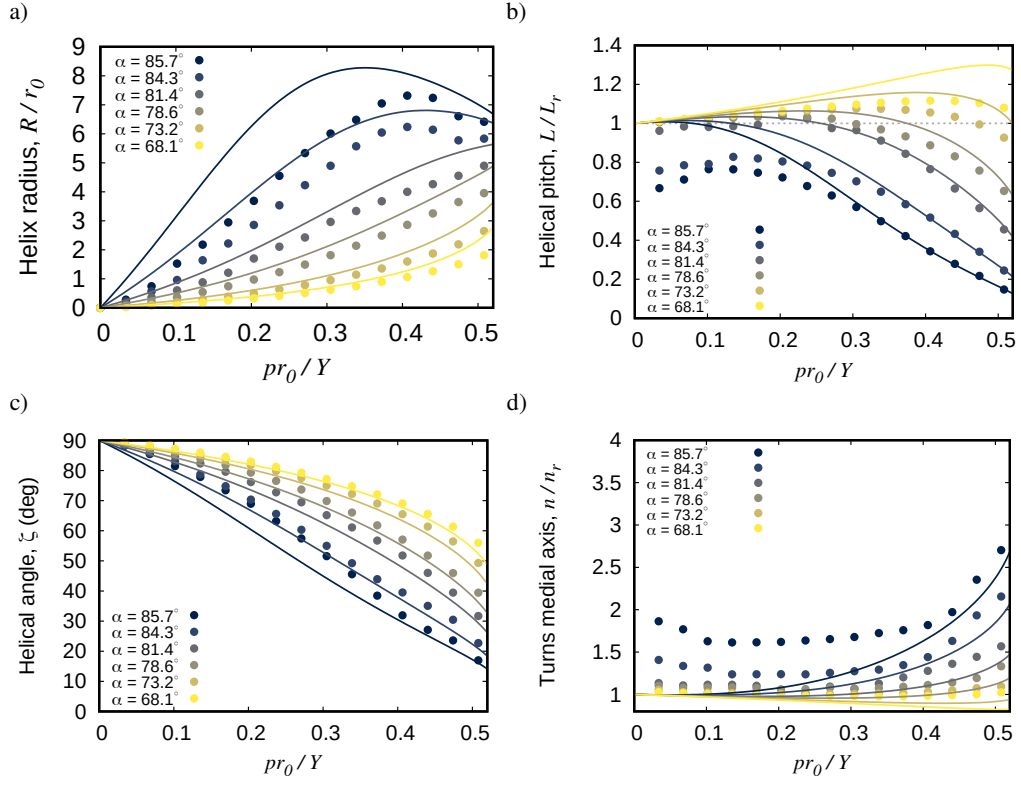 a)
Helix radius, R / r₀
9
8
7
6
5
4
3
2
1
0
α = 85.7°
α = 84.3°
α = 81.4°
α = 78.6°
α = 73.2°
α = 68.1°
0 0.1 0.2 0.3 0.4 0.5
pr₀ / Y
b)
Helical pitch, L / Lᵣ
1.4
1.2
1
0.8
0.6
0.4
0.2
0
α = 85.7°
α = 84.3°
α = 81.4°
α = 78.6°
α = 73.2°
α = 68.1°
0 0.1 0.2 0.3 0.4 0.5
pr₀ / Y
c)
Helical angle, ζ (deg)
90
80
70
60
50
40
30
20
10
0
α = 85.7°
α = 84.3°
α = 81.4°
α = 78.6°
α = 73.2°
α = 68.1°
0 0.1 0.2 0.3 0.4 0.5
pr₀ / Y
d)
Turns medial axis, n / nᵣ
4
3.5
3
2.5
2
1.5
1
α = 85.7°
α = 84.3°
α = 81.4°
α = 78.6°
α = 73.2°
α = 68.1°
0 0.1 0.2 0.3 0.4 0.5
pr₀ / Y